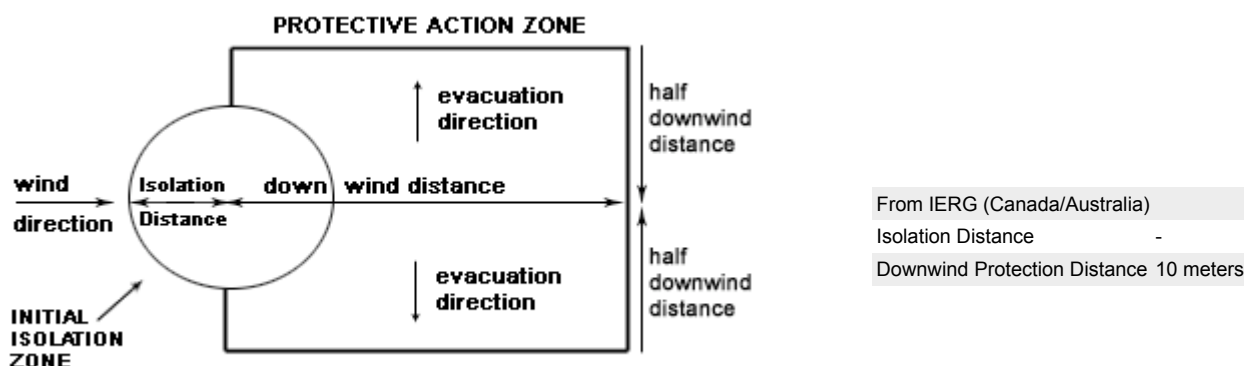 PROTECTIVE ACTION ZONE
evacuation
direction
half
downwind
distance
wind
direction
Isolation
Distance
down wind distance
evacuation
direction
half
downwind
distance
INITIAL
ISOLATION
ZONE
From IERG (Canada/Australia)
Isolation Distance -
Downwind Protection Distance 10 meters